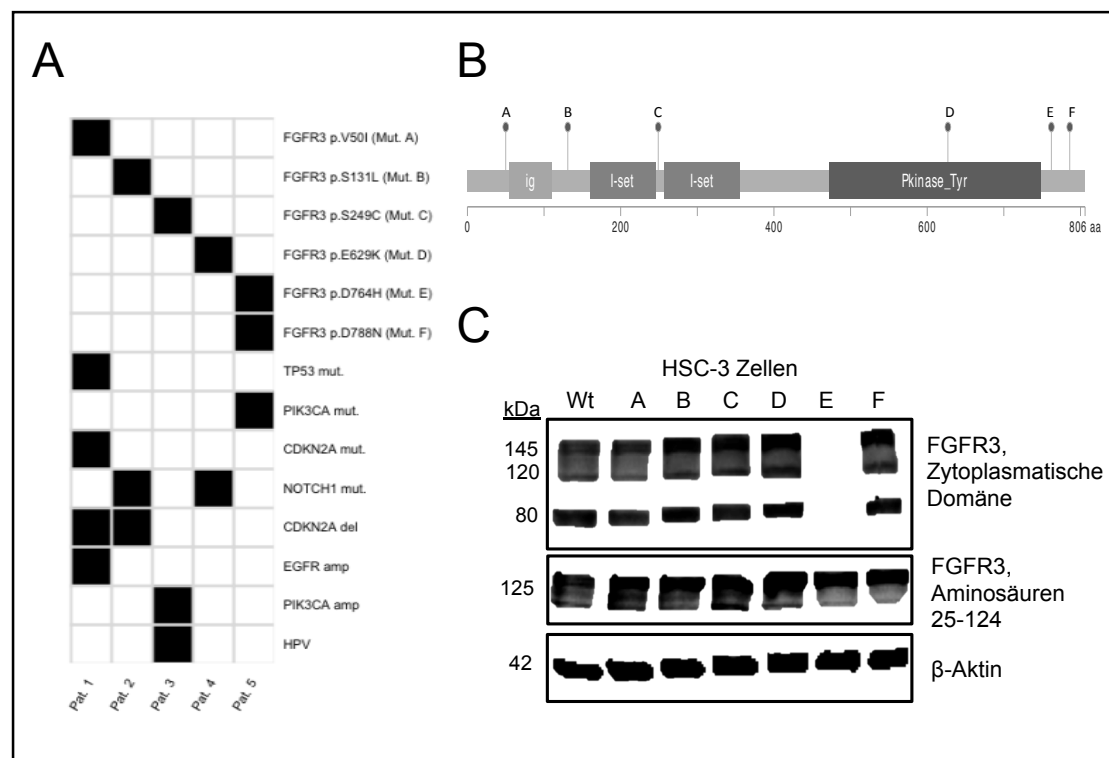 A
FGFR3 p.V50I (Mut. A)
FGFR3 p.S131L (Mut. B)
FGFR3 p.S249C (Mut. C)
FGFR3 p.E629K (Mut. D)
FGFR3 p.D764H (Mut. E)
FGFR3 p.D788N (Mut. F)
TP53 mut.
PIK3CA mut.
CDKN2A mut.
NOTCH1 mut.
CDKN2A del
EGFR amp
PIK3CA amp
HPV
Pat. 1 Pat. 2 Pat. 3 Pat. 4 Pat. 5
B
A B C D E F
ig I-set I-set Pkinase_Tyr
0 200 400 600 806 aa
C
HSC-3 Zellen
kDa Wt A B C D E F
145
120
80
FGFR3,
Zytoplasmatische
Domäne
125
FGFR3,
Aminosäuren
25-124
42
β-Aktin